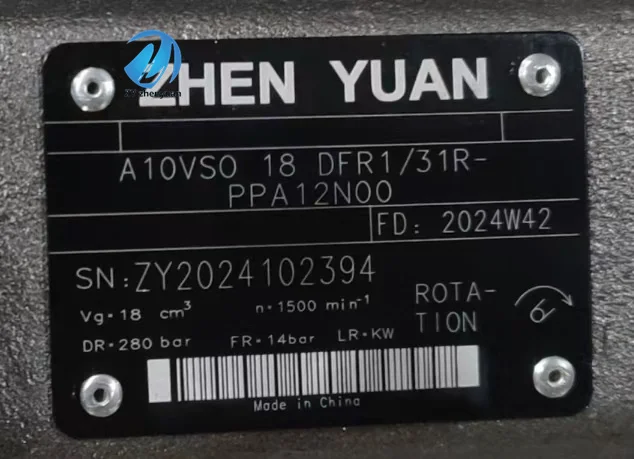 ZHEN YUAN
A10VSO 18 DFR1/31R-
PPA12N00
FD: 2024W42
SN:ZY2024102394
Vg=18 cm³ n=1500 min⁻¹
ROTA-
TION
DR=280 bar FR=14bar LR=KW
Made in China